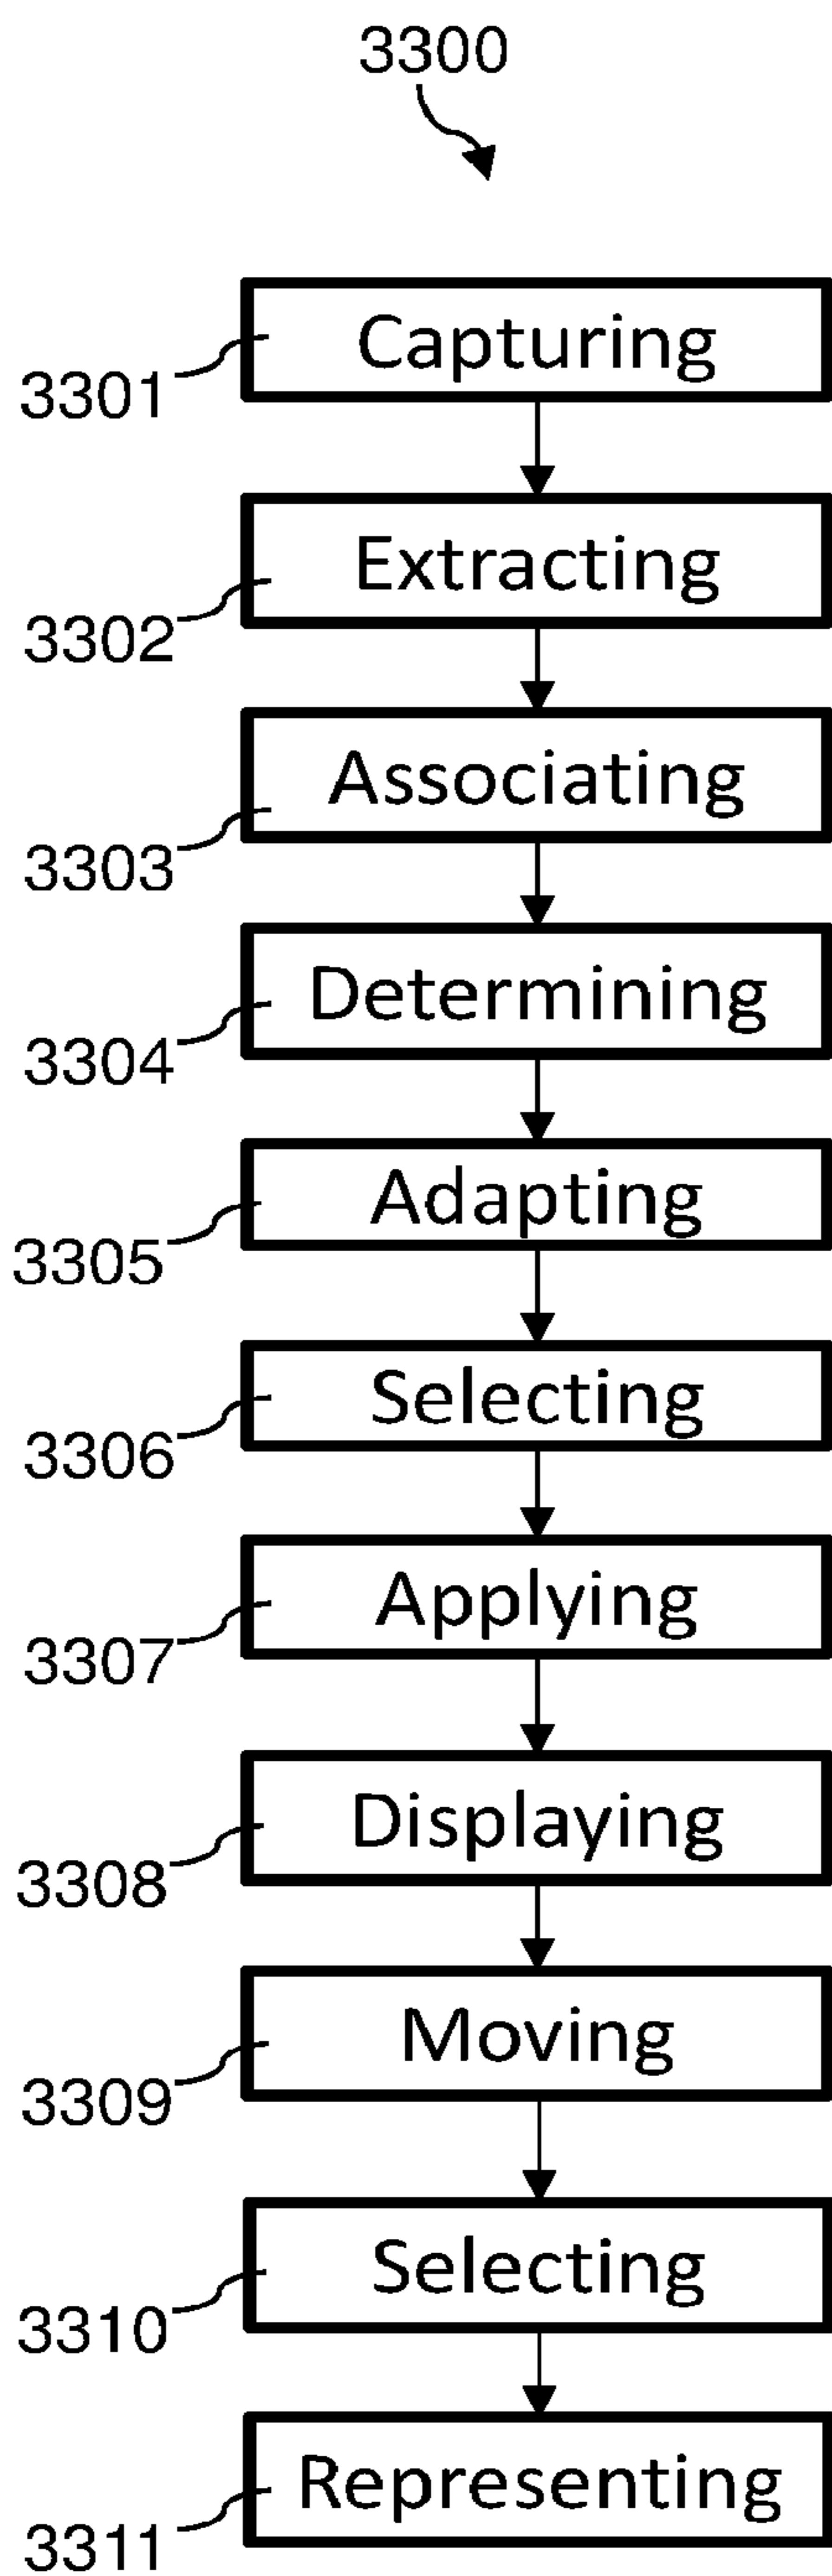 3300
Capturing
3301
Extracting
3302
Associating
3303
Determining
3304
Adapting
3305
Selecting
3306
Applying
3307
Displaying
3308
Moving
3309
Selecting
3310
Representing
3311